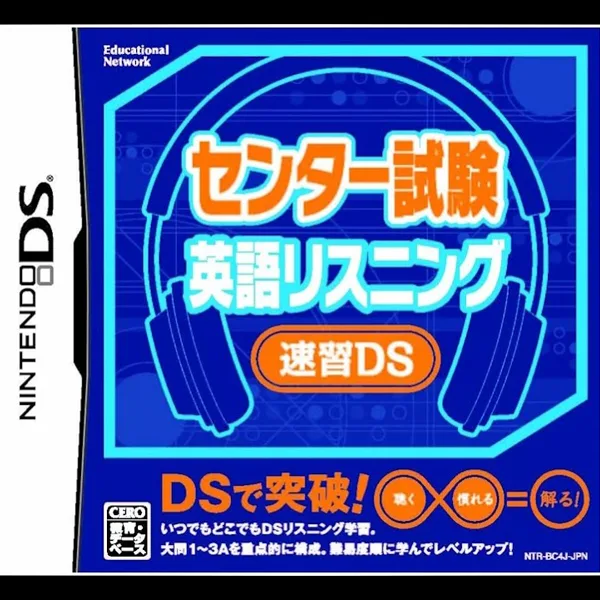 Educational
Network
NINTENDO DS
センター試験
英語リスニング
速習DS
DSで突破! 聴く × 慣れる = 解る!
CERO
教育・
データ
ベース
いつでもどこでもDSリスニング学習。
大問1～3Aを重点的に構成。難易度順に学んでレベルアップ!
NTR-BC4J-JPN